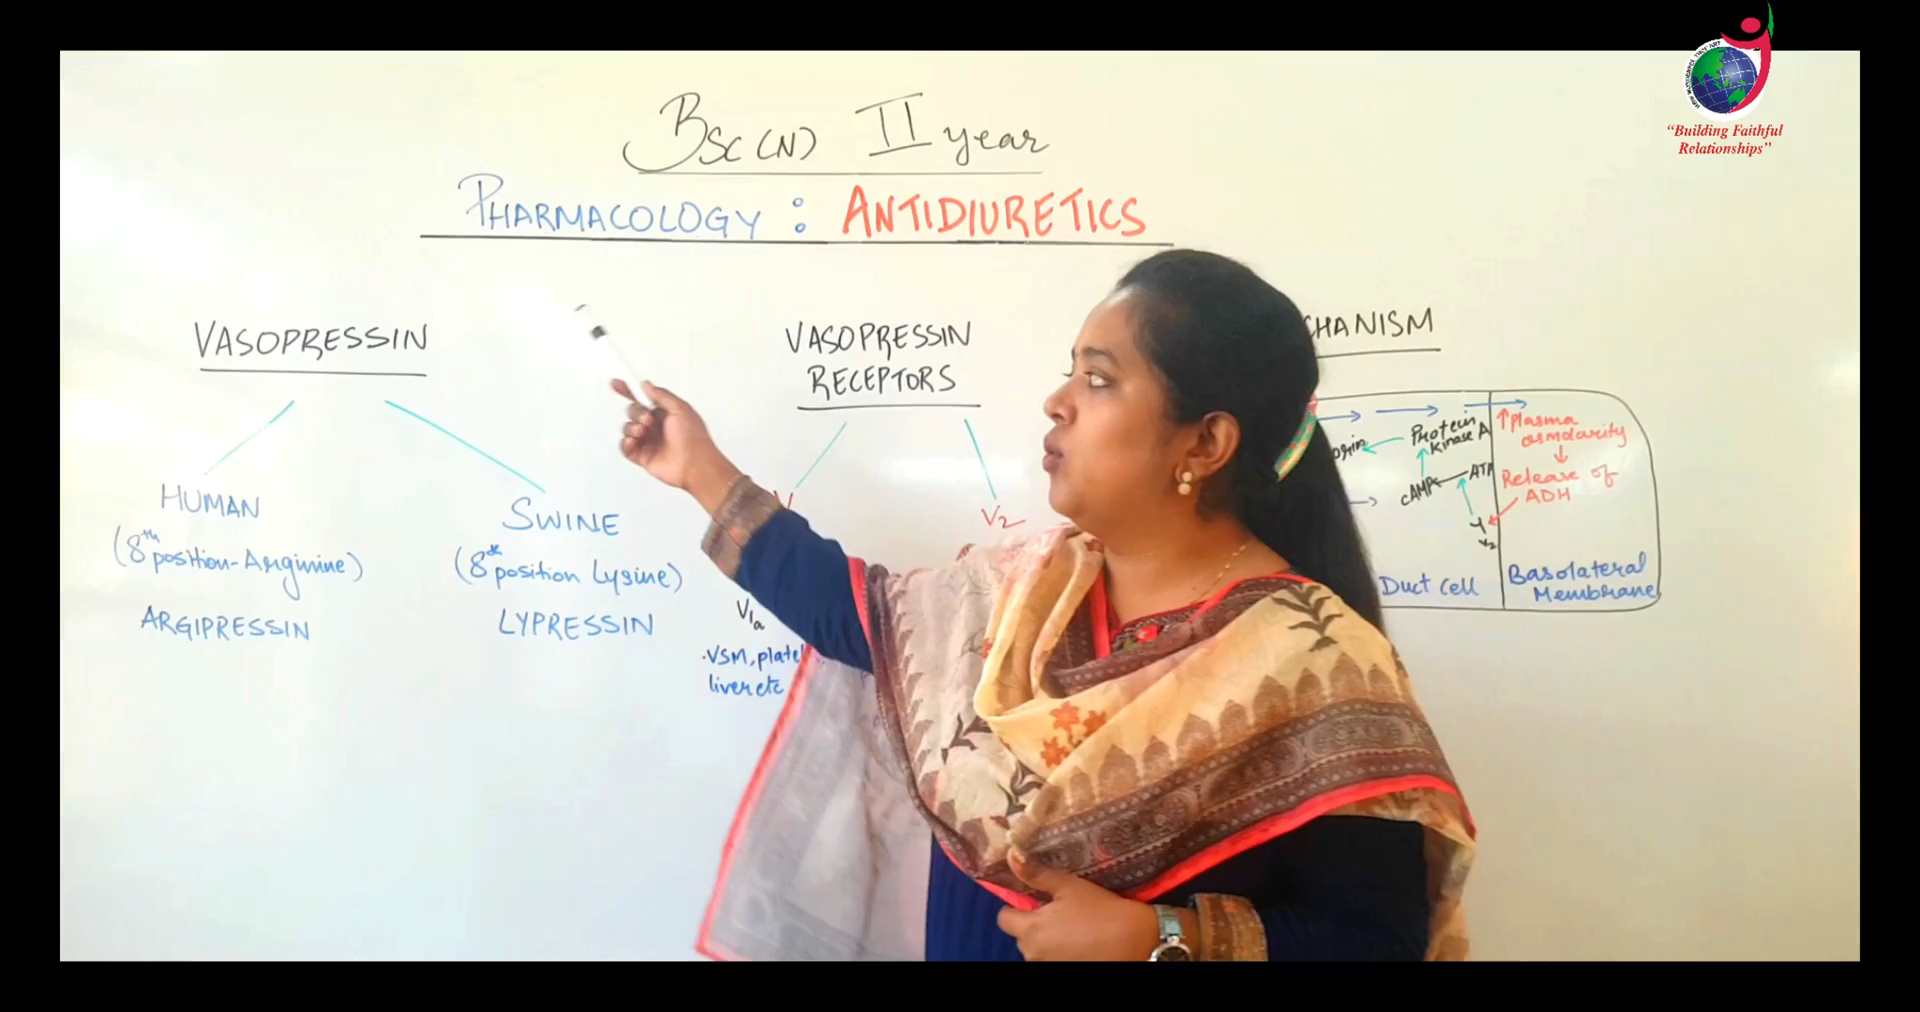 "Building Faithful
Relationships"
BSC (N) II year
PHARMACOLOGY : ANTIDIURETICS
VASOPRESSIN
HUMAN
(8th position-Arginine)
ARGIPRESSIN
SWINE
(8th position Lysine)
LYPRESSIN
VASOPRESSIN
RECEPTORS
V
V2
V1a
.VSM, platel
liver etc
CHANISM
orin
Protein
Kinase A
cAMP
ATP
V2
Duct cell
↑Plasma
osmolarity
↓
Release of
ADH
Basolateral
Membrane